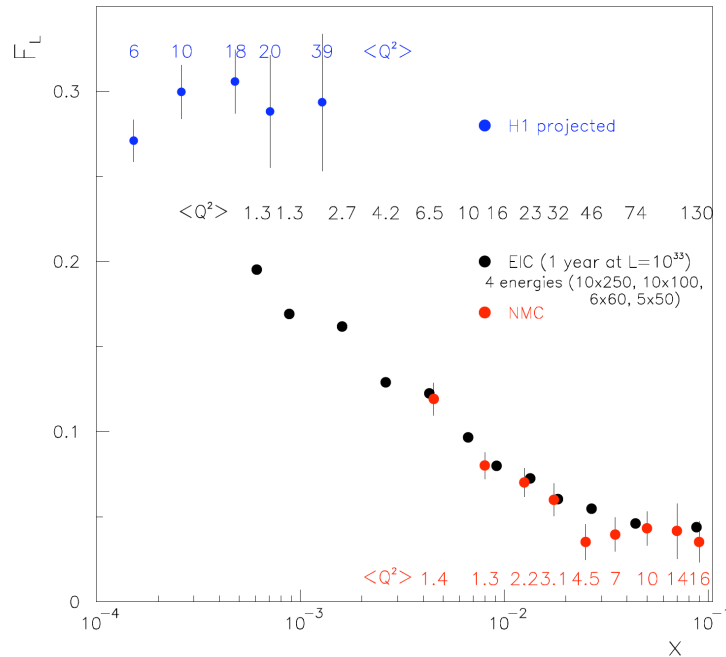 F_L
6 10 18 20 39 <Q²>
0.3
H1 projected
<Q²> 1.3 1.3 2.7 4.2 6.5 10 16 23 32 46 74 130
0.2
EIC (1 year at L=10³³)
4 energies (10x250, 10x100,
6x60, 5x50)
NMC
0.1
<Q²> 1.4 1.3 2.2 3.1 4.5 7 10 14 16
0
10⁻⁴ 10⁻³ 10⁻² 10⁻¹
X